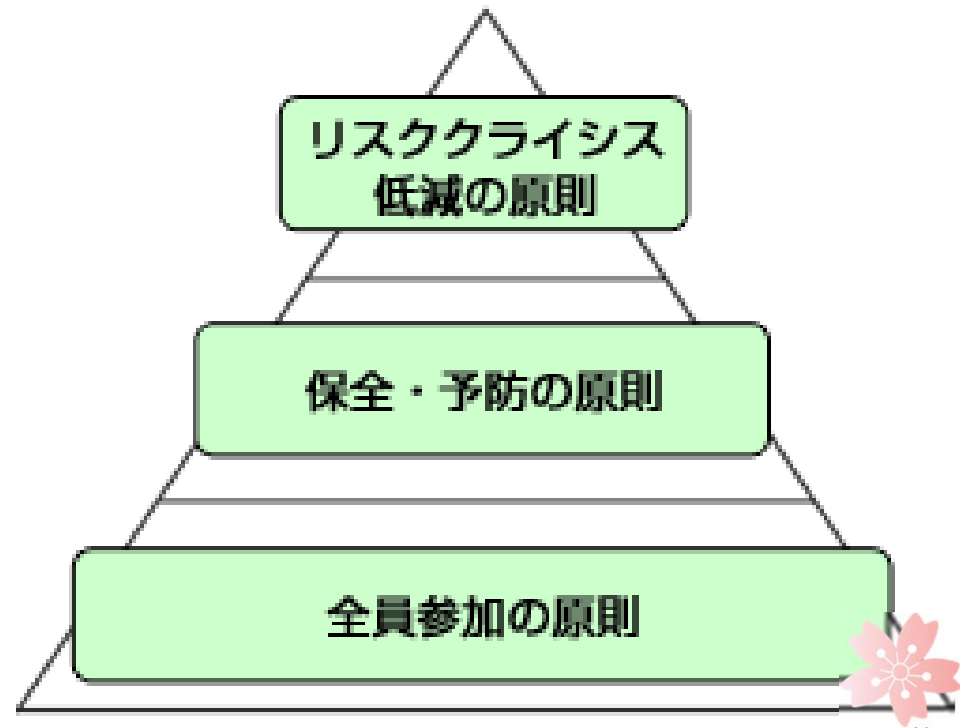 リスククライシス
低減の原則
保全・予防の原則
全員参加の原則